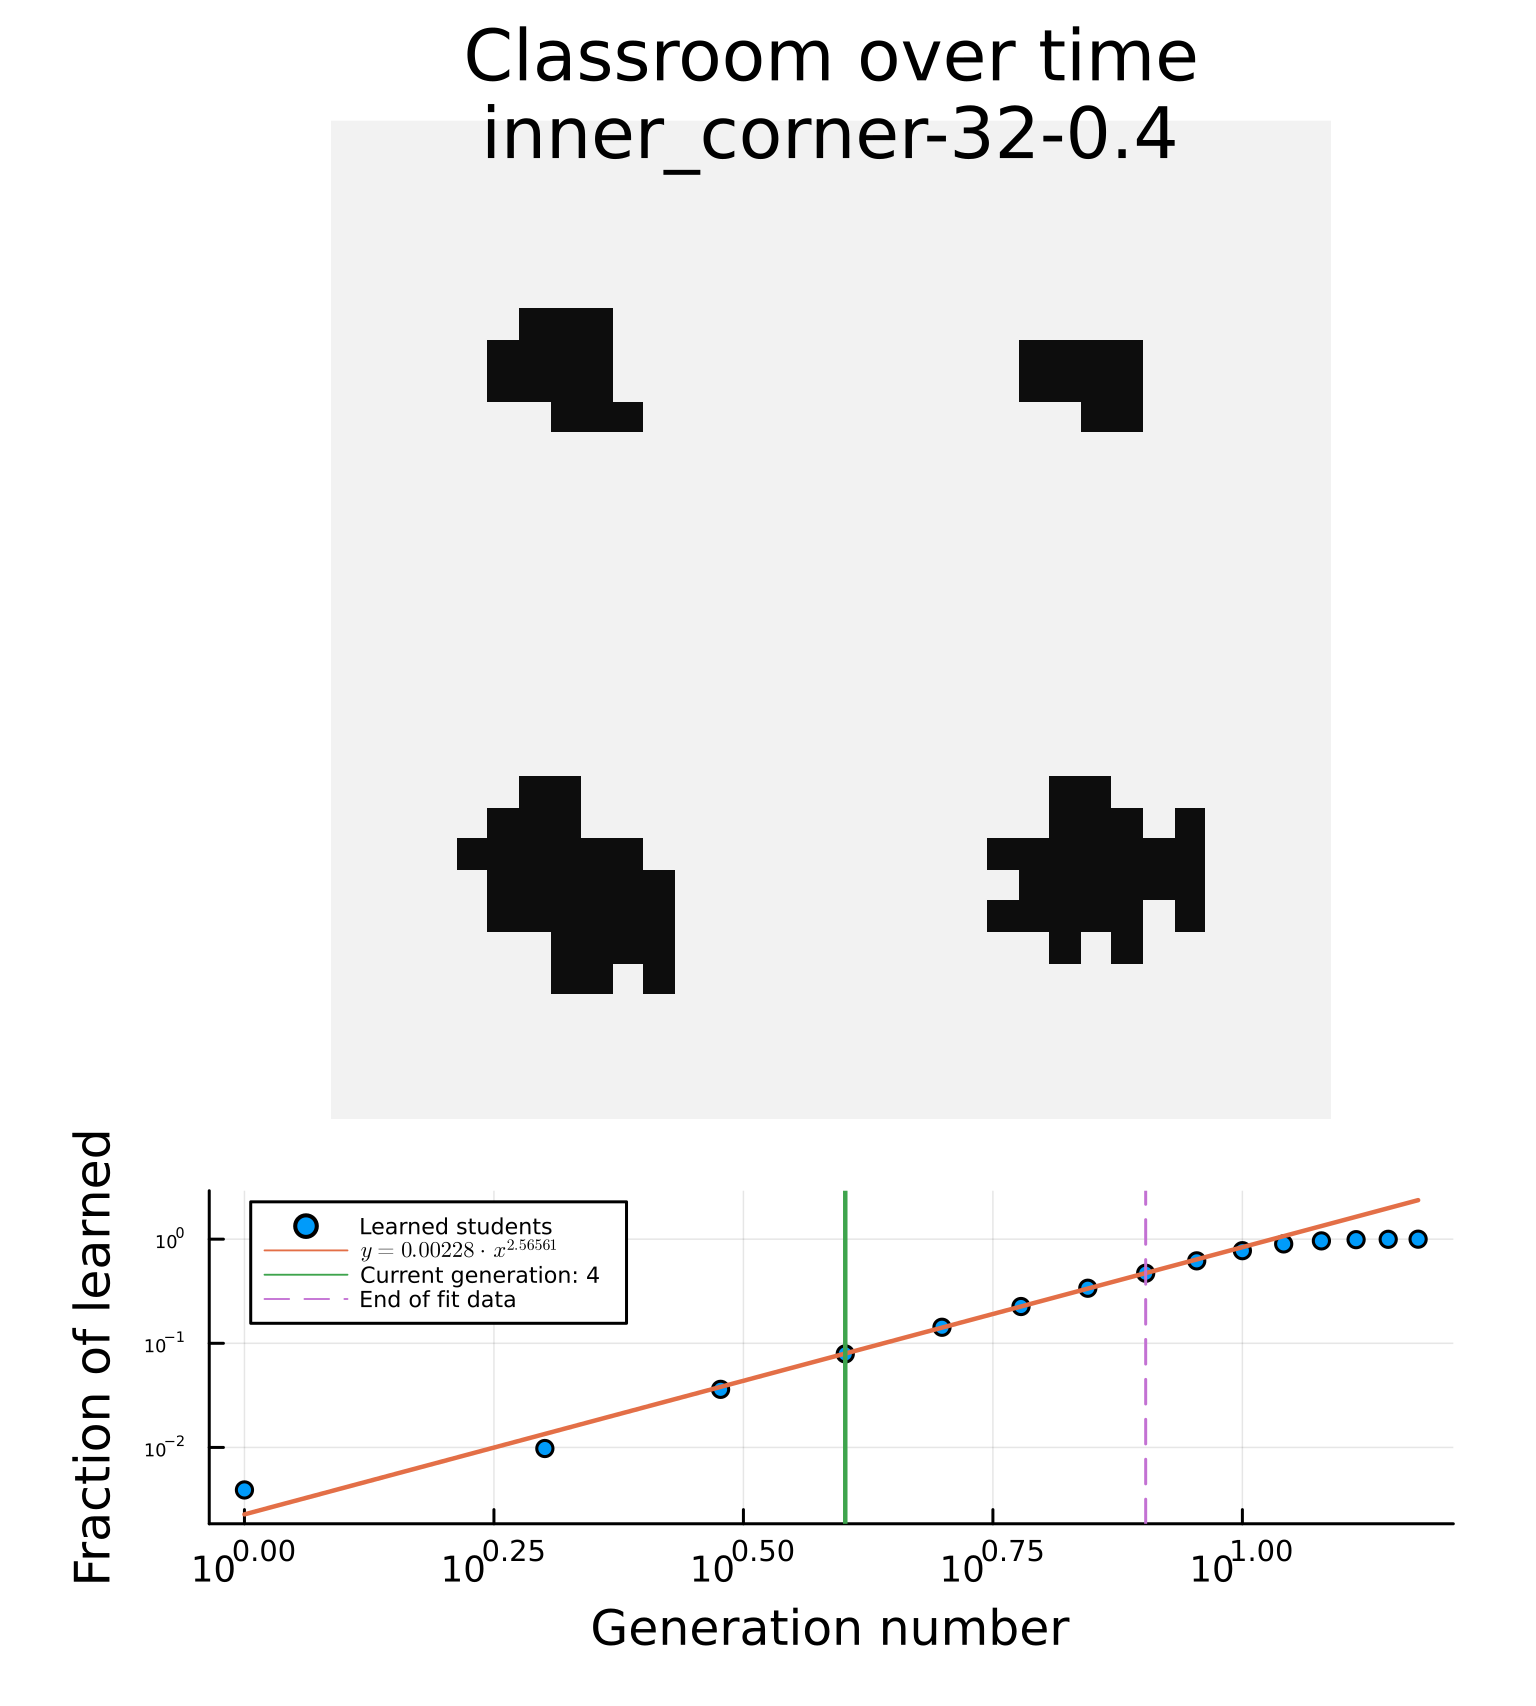 Classroom over time
inner_corner-32-0.4
Fraction of learned
Learned students
y = 0.00228 · x^2.56561
Current generation: 4
End of fit data
10^0
10^−1
10^−2
10^0.00 10^0.25 10^0.50 10^0.75 10^1.00
Generation number